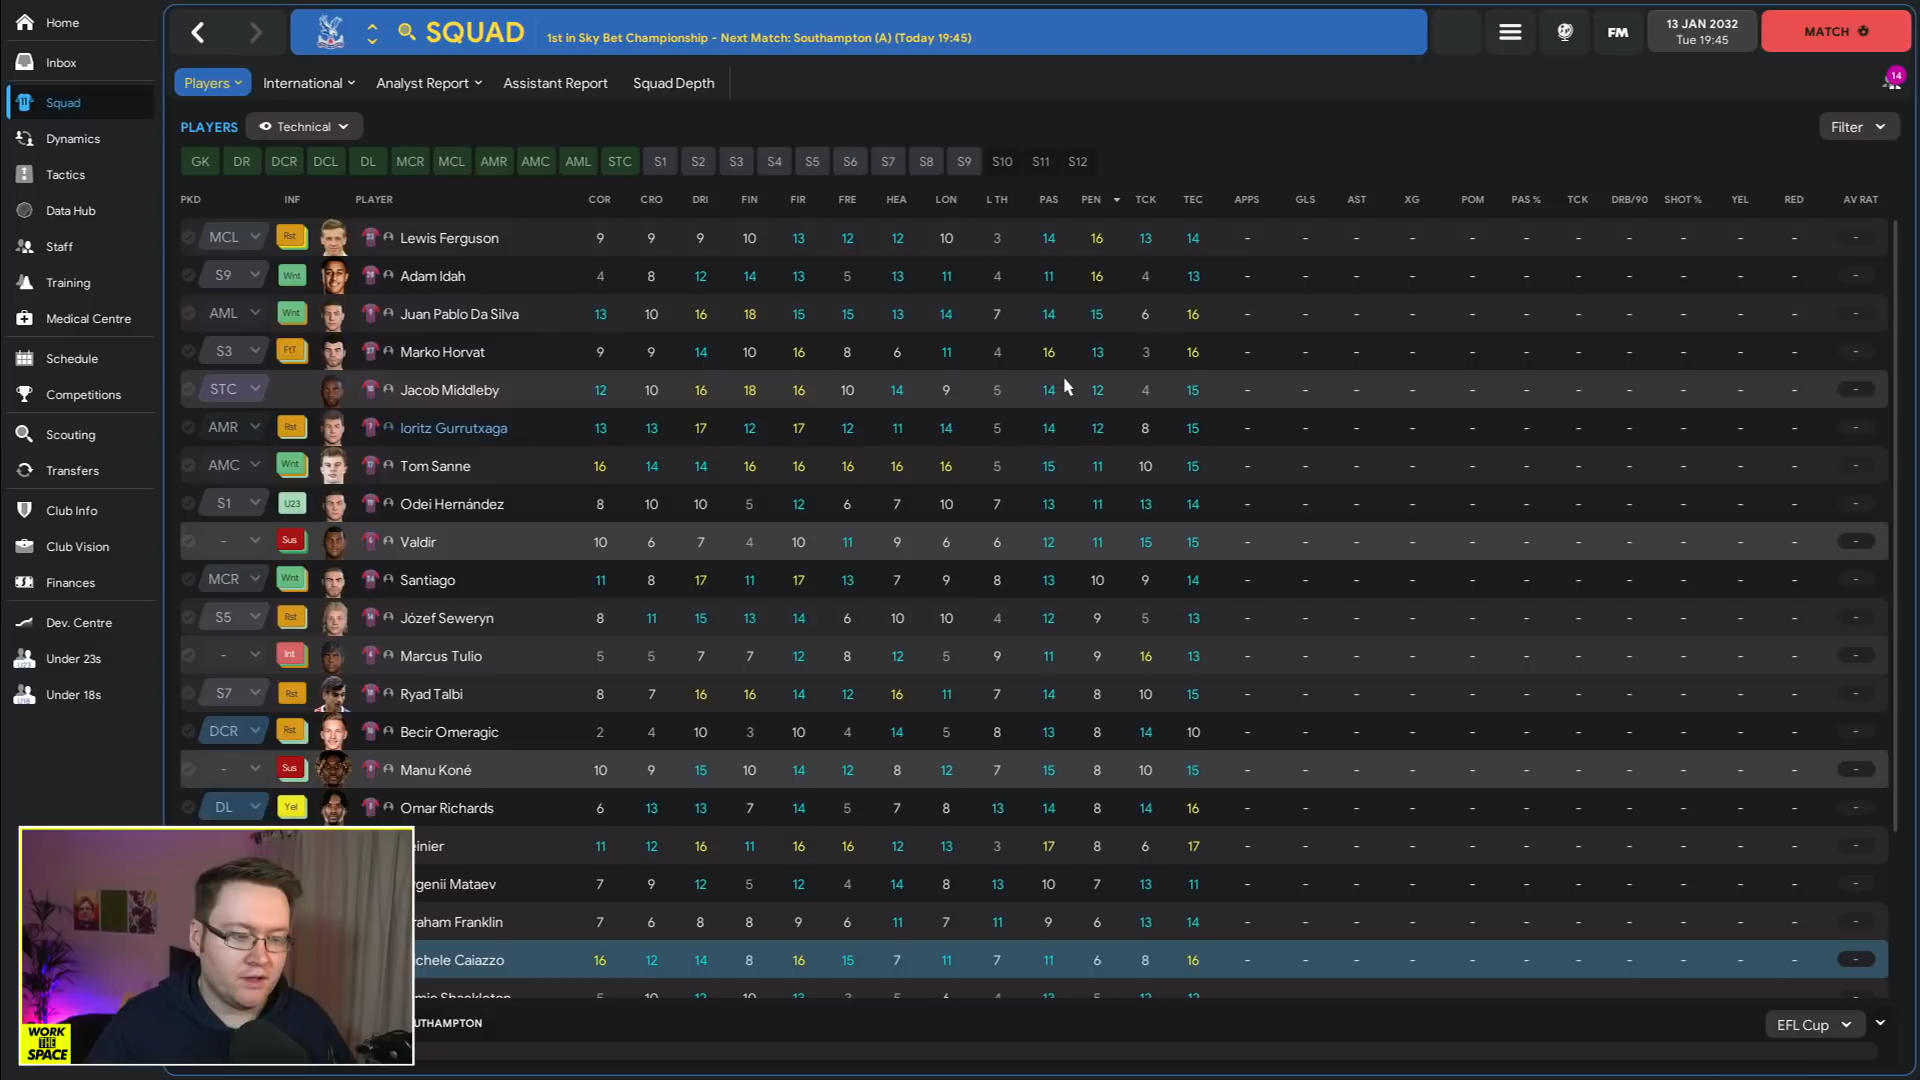 Home
Inbox
Squad
Dynamics
Tactics
Data Hub
Staff
Training
Medical Centre
Schedule
Competitions
Scouting
Transfers
Club Info
Club Vision
Finances
Dev. Centre
Under 23s
Under 18s
SQUAD
1st in Sky Bet Championship - Next Match: Southampton (A) (Today 19:45)
FM
13 JAN 2032
Tue 19:45
MATCH
Players International Analyst Report Assistant Report Squad Depth
14
PLAYERS Technical Filter
GK DR DCR DCL DL MCR MCL AMR AMC AML STC S1 S2 S3 S4 S5 S6 S7 S8 S9 S10 S11 S12
PKD INF PLAYER COR CRO DRI FIN FIR FRE HEA LON L TH PAS PEN TCK TEC APPS GLS AST XG POM PAS % TCK DRB/90 SHOT % YEL RED AV RAT
MCL Rst Lewis Ferguson 9 9 9 10 13 12 12 10 3 14 16 13 14 - - - - - - - - - - - -
S9 Wnt Adam Idah 4 8 12 14 13 5 13 11 4 11 16 4 13 - - - - - - - - - - - -
AML Wnt Juan Pablo Da Silva 13 10 16 18 15 15 13 14 7 14 15 6 16 - - - - - - - - - - - -
S3 FtT Marko Horvat 9 9 14 10 16 8 6 11 4 16 13 3 16 - - - - - - - - - - - -
STC Jacob Middleby 12 10 16 18 16 10 14 9 5 14 12 4 15 - - - - - - - - - - - -
AMR Rst Ioritz Gurrutxaga 13 13 17 12 17 12 11 14 5 14 12 8 15 - - - - - - - - - - - -
AMC Wnt Tom Sanne 16 14 14 16 16 16 16 16 5 15 11 10 15 - - - - - - - - - - - -
S1 U23 Odei Hernández 8 10 10 5 12 6 7 10 7 13 11 13 14 - - - - - - - - - - - -
- Sus Valdir 10 6 7 4 10 11 9 6 6 12 11 15 15 - - - - - - - - - - - -
MCR Wnt Santiago 11 8 17 11 17 13 7 9 8 13 10 9 14 - - - - - - - - - - - -
S5 Rst Józef Seweryn 8 11 15 13 14 6 10 10 4 12 9 5 13 - - - - - - - - - - - -
- Int Marcus Tulio 5 5 7 7 12 8 12 5 9 11 9 16 13 - - - - - - - - - - - -
S7 Rst Ryad Talbi 8 7 16 16 14 12 16 11 7 14 8 10 15 - - - - - - - - - - - -
DCR Rst Becir Omeragic 2 4 10 3 10 4 14 5 8 13 8 14 10 - - - - - - - - - - - -
- Sus Manu Koné 10 9 15 10 14 12 8 12 7 15 8 10 15 - - - - - - - - - - - -
DL Yel Omar Richards 6 13 13 7 14 5 7 8 13 14 8 14 16 - - - - - - - - - - - -
einier 11 12 16 11 16 16 12 13 3 17 8 6 17 - - - - - - - - - - - -
genii Mataev 7 9 12 5 12 4 14 8 13 10 7 13 11 - - - - - - - - - - - -
raham Franklin 7 6 8 8 9 6 11 7 11 9 6 13 14 - - - - - - - - - - - -
chele Caiazzo 16 12 14 8 16 15 7 11 7 11 6 8 16 - - - - - - - - - - - -
UTHAMPTON
EFL Cup
WORK
THE
SPACE